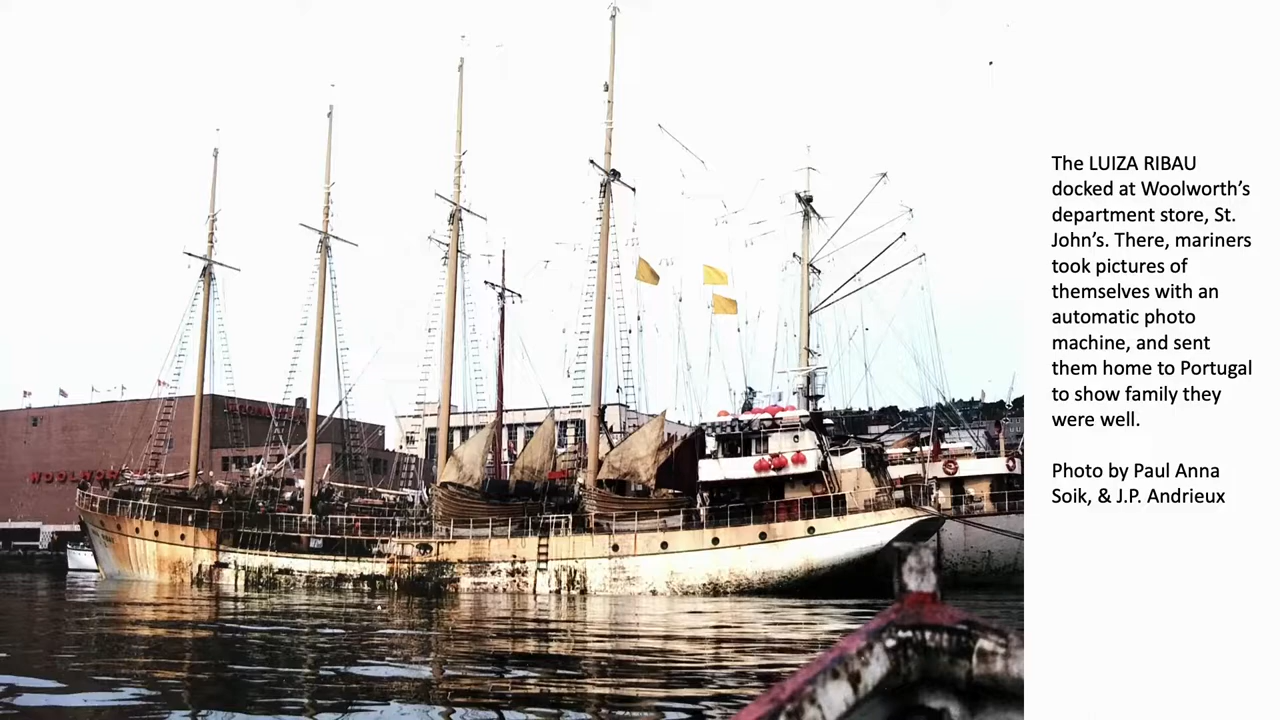 WOOLWORTH
The LUIZA RIBAU
docked at Woolworth’s
department store, St.
John’s. There, mariners
took pictures of
themselves with an
automatic photo
machine, and sent
them home to Portugal
to show family they
were well.
Photo by Paul Anna
Soik, & J.P. Andrieux